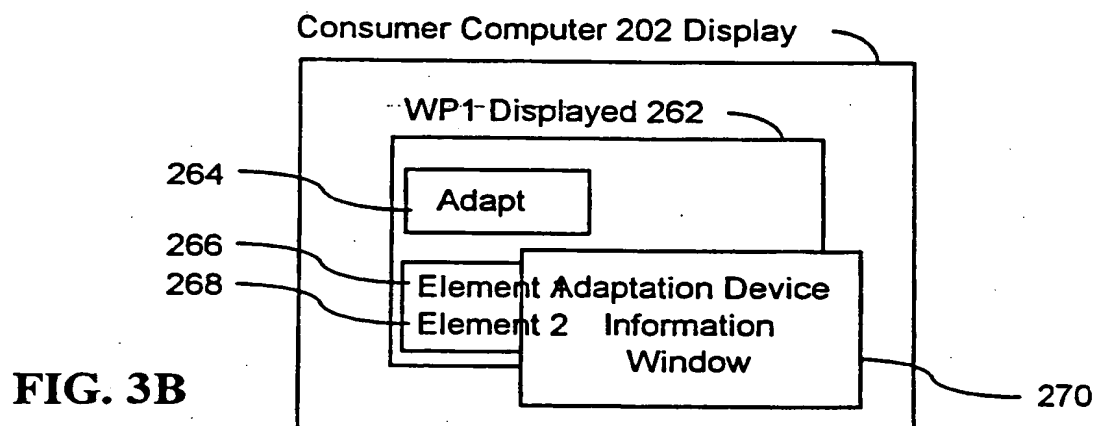 Consumer Computer 202 Display
WP1 Displayed 262
264
Adapt
266
Element
Adaptation Device
268
Element 2
Information
Window
FIG. 3B
270